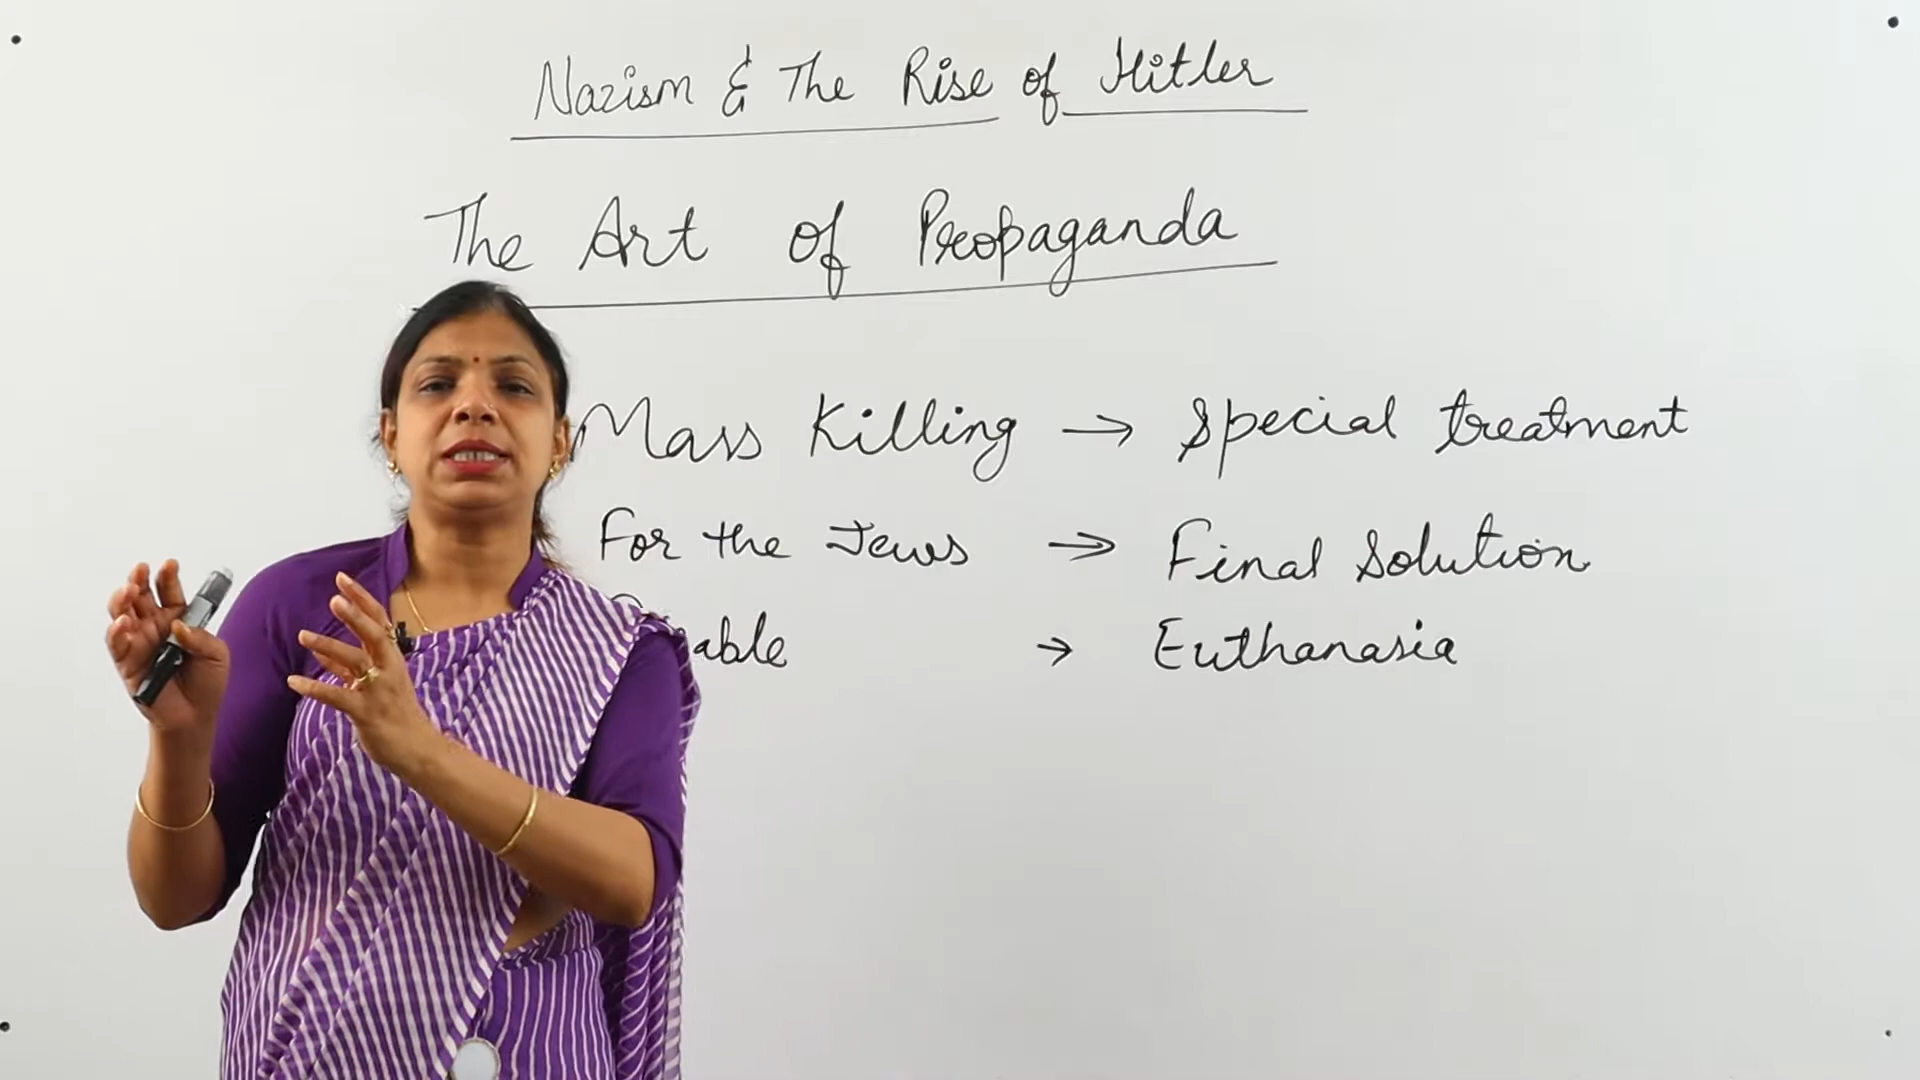 Nazism & The Rise of Hitler
The Art of Propaganda
Mass Killing → Special treatment
For the Jews → Final Solution
→ Euthanasia